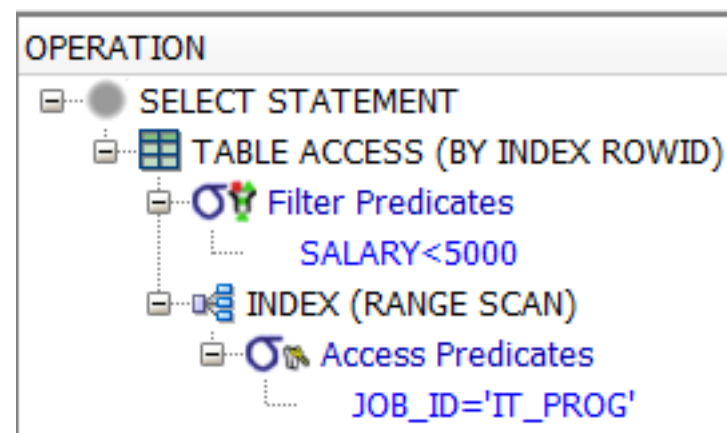 OPERATION
SELECT STATEMENT
TABLE ACCESS (BY INDEX ROWID)
Filter Predicates
SALARY<5000
INDEX (RANGE SCAN)
Access Predicates
JOB_ID='IT_PROG'